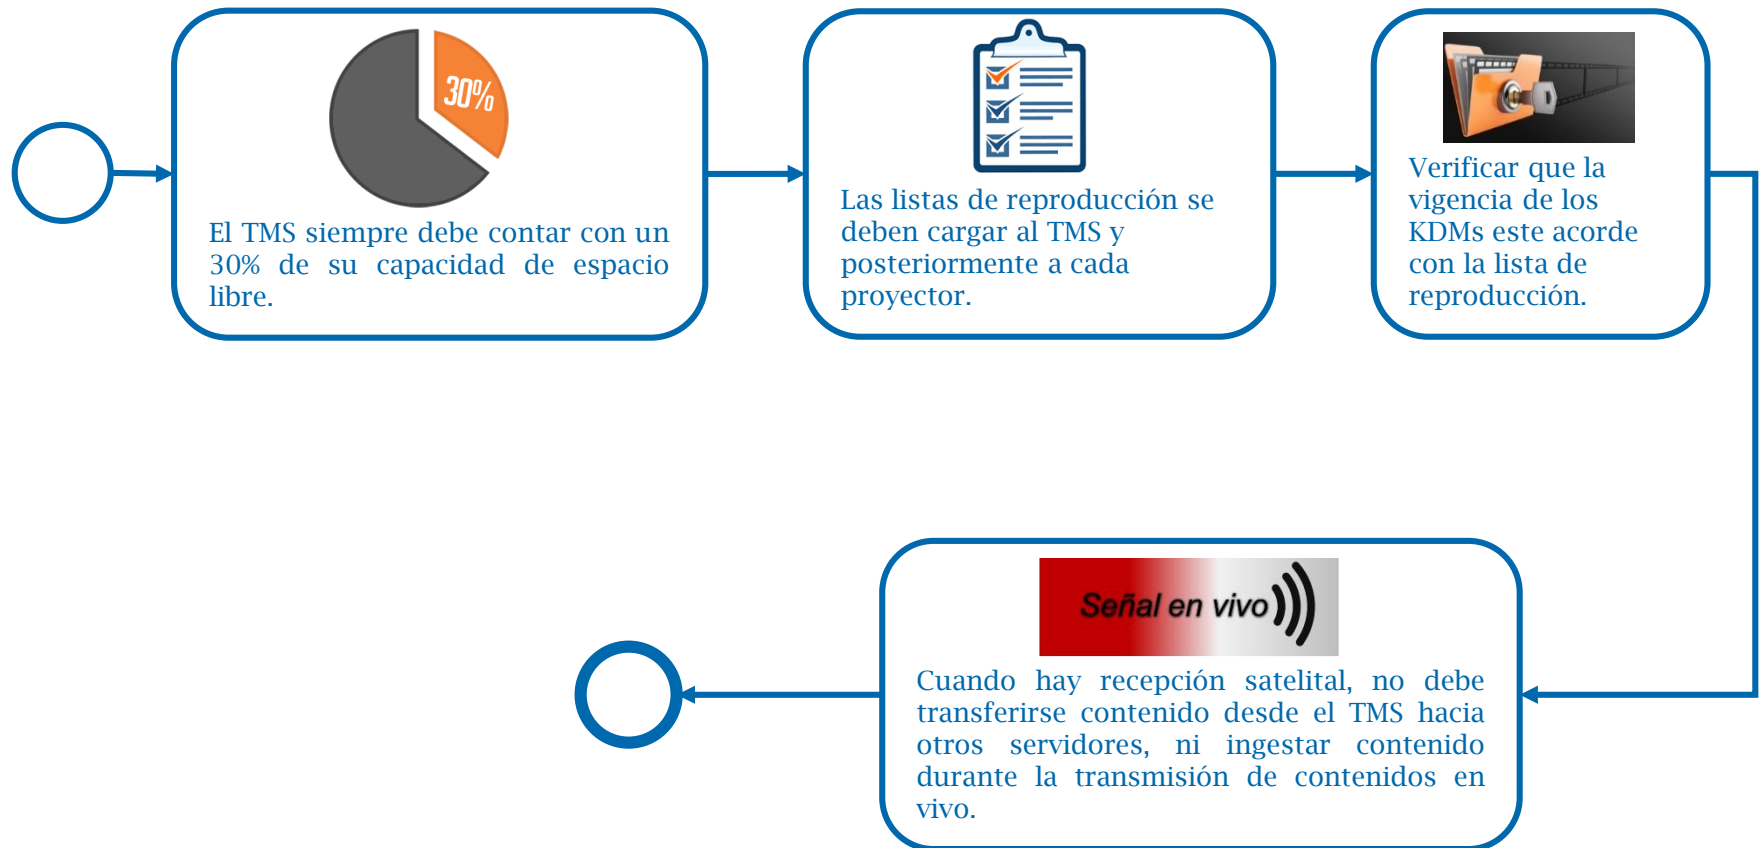 30%
El TMS siempre debe contar con un
30% de su capacidad de espacio
libre.
Las listas de reproducción se
deben cargar al TMS y
posteriormente a cada
proyector.
Verificar que la
vigencia de los
KDMs este acorde
con la lista de
reproducción.
Señal en vivo
Cuando hay recepción satelital, no debe
transferirse contenido desde el TMS hacia
otros servidores, ni ingestar contenido
durante la transmisión de contenidos en
vivo.